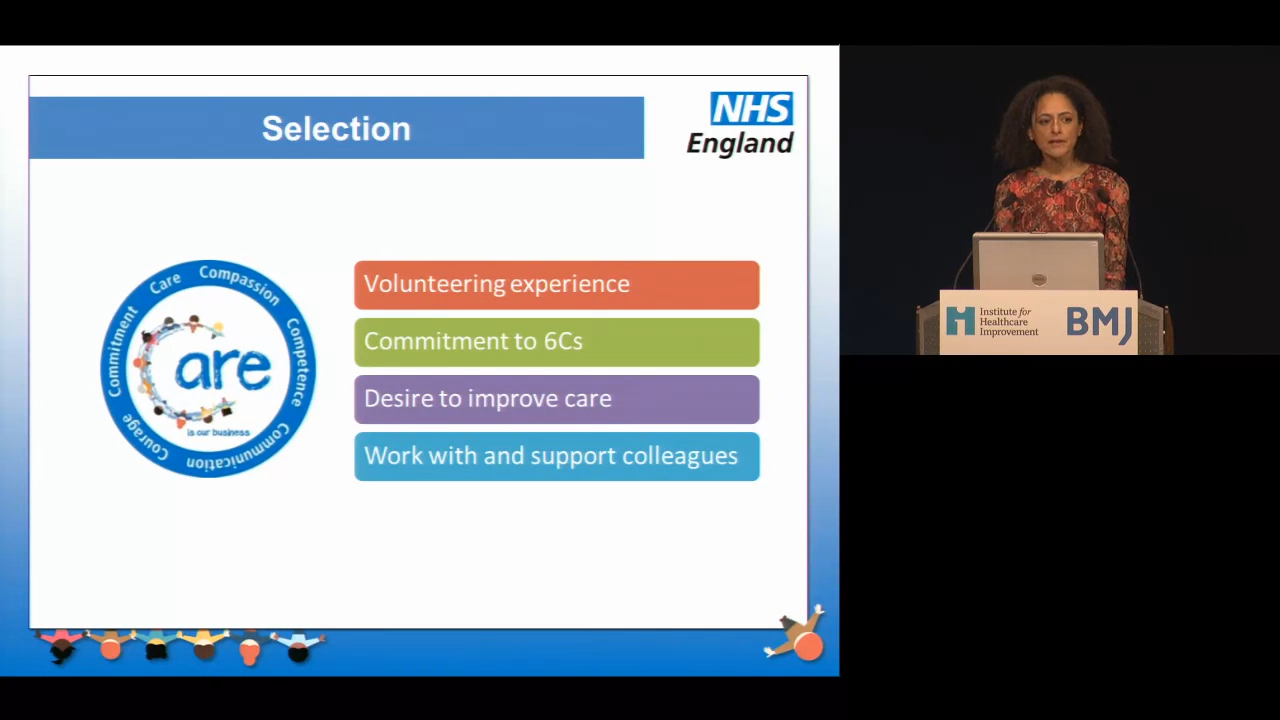 Selection
NHS
England
Commitment Care Compassion Competence Communication Courage
Care
is our business
Volunteering experience
Commitment to 6Cs
Desire to improve care
Work with and support colleagues
Institute for
Healthcare
Improvement
BMJ